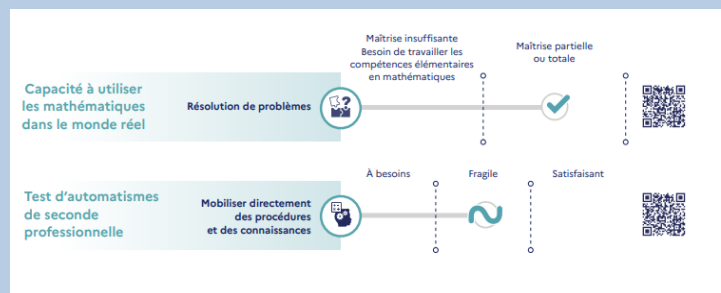 Maîtrise insuffisante
Besoin de travailler les
compétences élémentaires
en mathématiques
Maîtrise partielle
ou totale
Capacité à utiliser
les mathématiques
dans le monde réel
Résolution de problèmes
À besoins
Fragile
Satisfaisant
Test d'automatismes
de seconde
professionnelle
Mobiliser directement
des procédures
et des connaissances